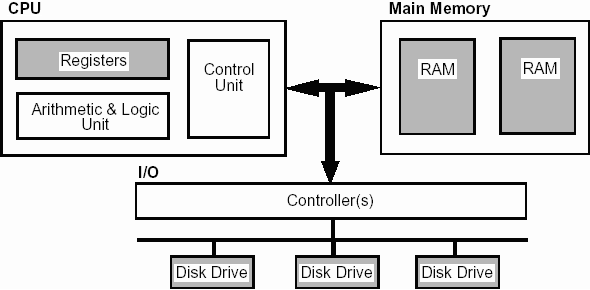 CPU
Main Memory
Registers
Arithmetic & Logic
Unit
Control
Unit
RAM
RAM
I/O
Controller(s)
Disk Drive
Disk Drive
Disk Drive